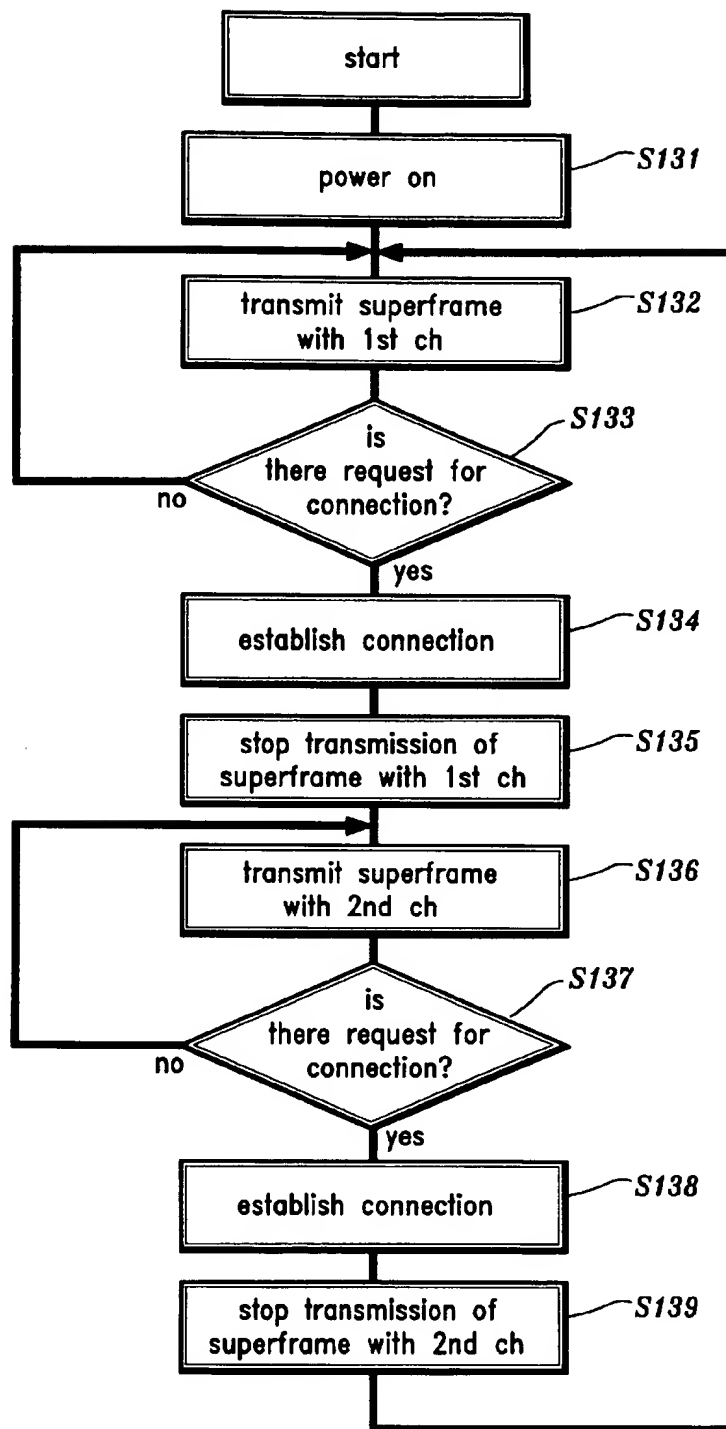 start
power on
S131
transmit superframe
with 1st ch
S132
is
there request for
connection?
S133
no
yes
establish connection
S134
stop transmission of
superframe with 1st ch
S135
transmit superframe
with 2nd ch
S136
is
there request for
connection?
S137
no
yes
establish connection
S138
stop transmission of
superframe with 2nd ch
S139